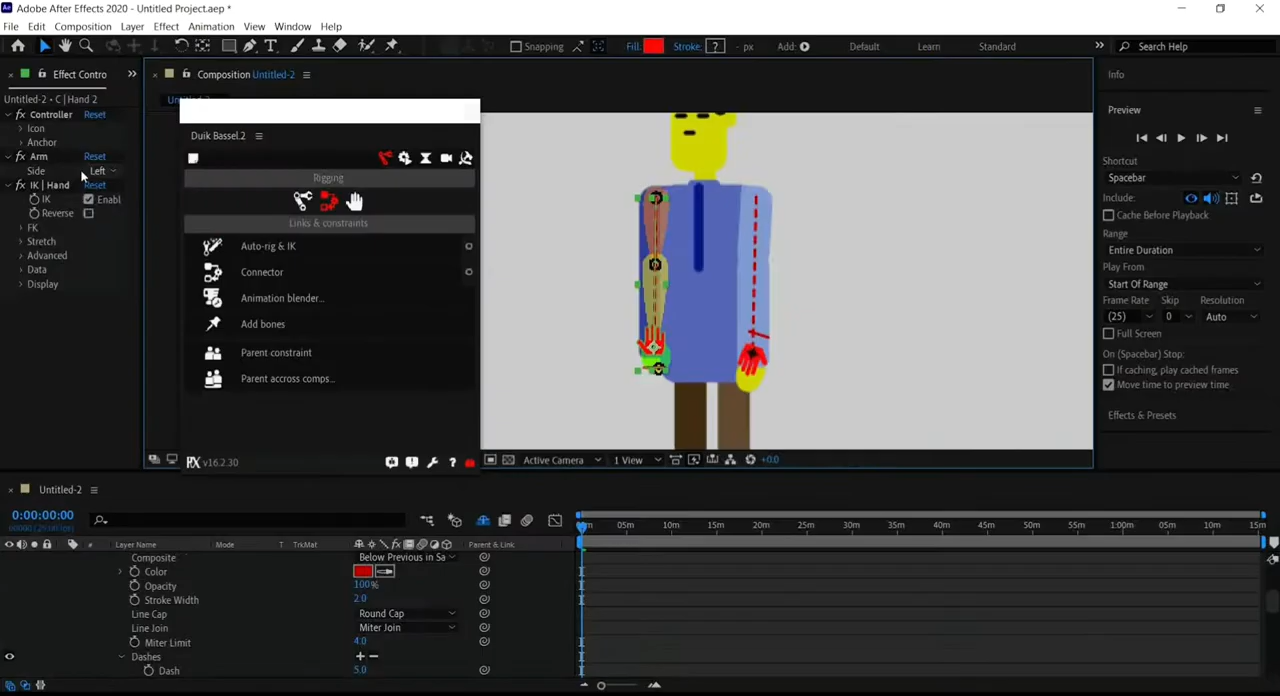 Ae Adobe After Effects 2020 - Untitled Project.aep *
File Edit Composition Layer Effect Animation View Window Help
Snapping Fill: Stroke: ? - px Add: Default Learn Standard Search Help
Effect Contro
Composition Untitled-2
Info
Untitled-2 • C | Hand 2
fx Controller Reset
Icon
Anchor
fx Arm Reset
Side Left
fx IK | Hand Reset
IK Enabl
Reverse
FK
Stretch
Advanced
Data
Display
Duik Bassel.2
Rigging
Links & constraints
Auto-rig & IK
Connector
Animation blender...
Add bones
Parent constraint
Parent accross comps...
v16.2.30
Active Camera 1 View +0.0
Preview
Shortcut
Spacebar
Include:
Cache Before Playback
Range
Entire Duration
Play From
Start Of Range
Frame Rate Skip Resolution
(25) 0 Auto
Full Screen
On (Spacebar) Stop:
If caching, play cached frames
Move time to preview time
Effects & Presets
Untitled-2
0:00:00:00
05m 10m 15m 20m 25m 30m 35m 40m 45m 50m 55m 1:00m 05m 10m 15m
# Layer Name Mode T TrkMat Parent & Link
Composite Below Previous in Sa
Color
Opacity 100%
Stroke Width 2.0
Line Cap Round Cap
Line Join Miter Join
Miter Limit 4.0
Dashes + −
Dash 5.0